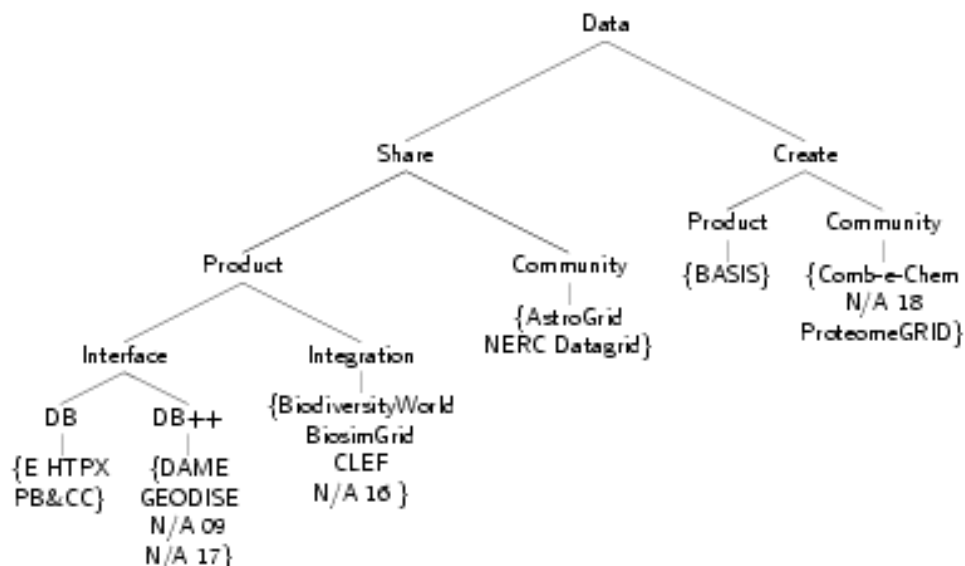 Data
Share
Create
Product
Community
Product
Community
{BASIS}
{Comb-e-Chem
N/A 18
ProteomeGRID}
{AstroGrid
NERC Datagrid}
Interface
Integration
{BiodiversityWorld
BiosimGrid
CLEF
N/A 16 }
DB
DB++
{E HTPX
PB&CC}
{DAME
GEODISE
N/A 09
N/A 17}